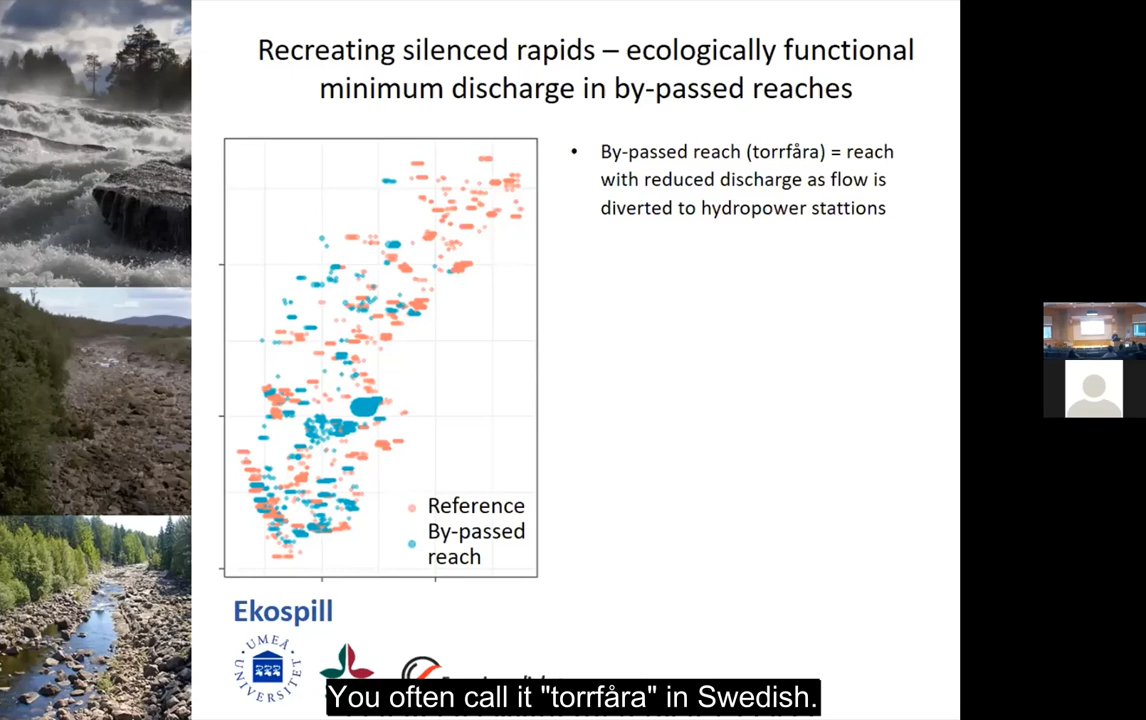 Recreating silenced rapids – ecologically functional
minimum discharge in by-passed reaches
• By-passed reach (torrfåra) = reach
with reduced discharge as flow is
diverted to hydropower stattions
Reference
By-passed
reach
Ekospill
UMEÅ
UNIVERSITET
You often call it "torrfåra" in Swedish.